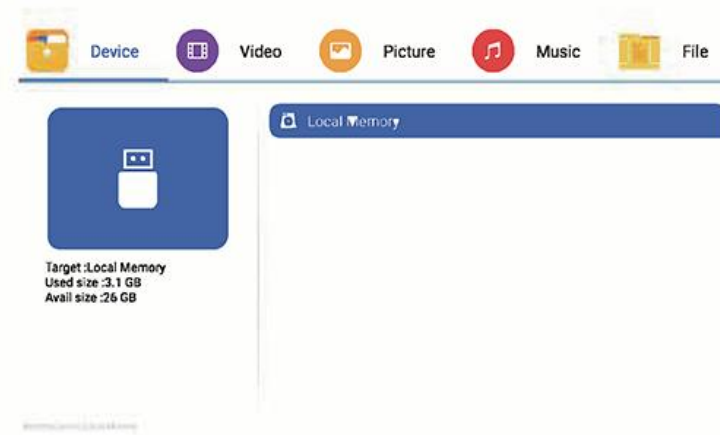 Device
Video
Picture
Music
File
Local Memory
Target :Local Memory
Used size :3.1 GB
Avail size :26 GB